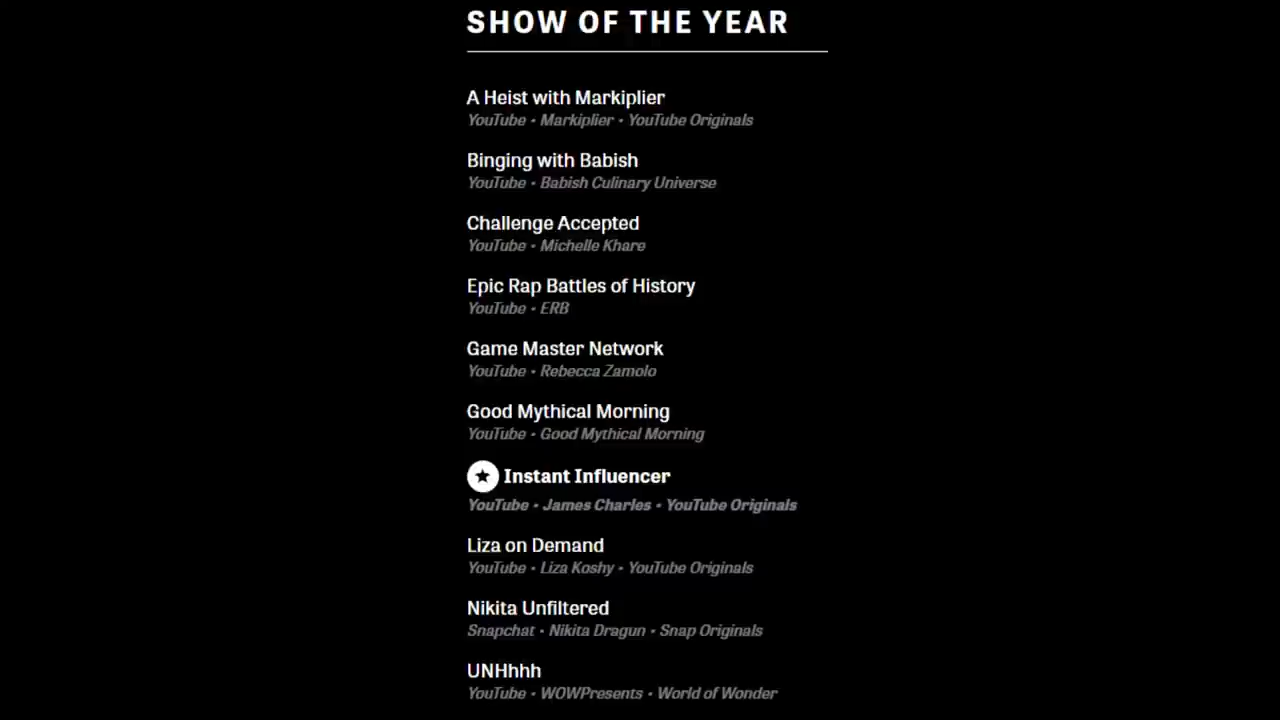 SHOW OF THE YEAR
A Heist with Markiplier
YouTube • Markiplier • YouTube Originals
Binging with Babish
YouTube • Babish Culinary Universe
Challenge Accepted
YouTube • Michelle Khare
Epic Rap Battles of History
YouTube • ERB
Game Master Network
YouTube • Rebecca Zamolo
Good Mythical Morning
YouTube • Good Mythical Morning
Instant Influencer
YouTube • James Charles • YouTube Originals
Liza on Demand
YouTube • Liza Koshy • YouTube Originals
Nikita Unfiltered
Snapchat • Nikita Dragun • Snap Originals
UNHhhh
YouTube • WOWPresents • World of Wonder